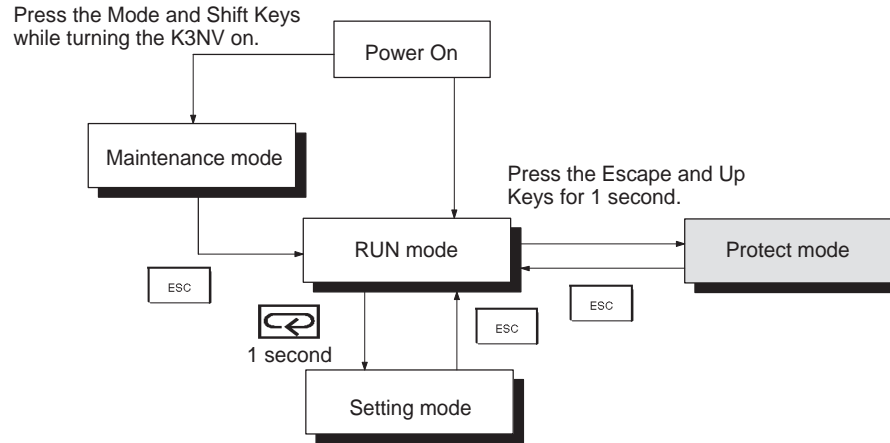 Press the Mode and Shift Keys
while turning the K3NV on.
Power On
Maintenance mode
Press the Escape and Up
Keys for 1 second.
RUN mode
Protect mode
ESC
ESC
ESC
1 second
Setting mode